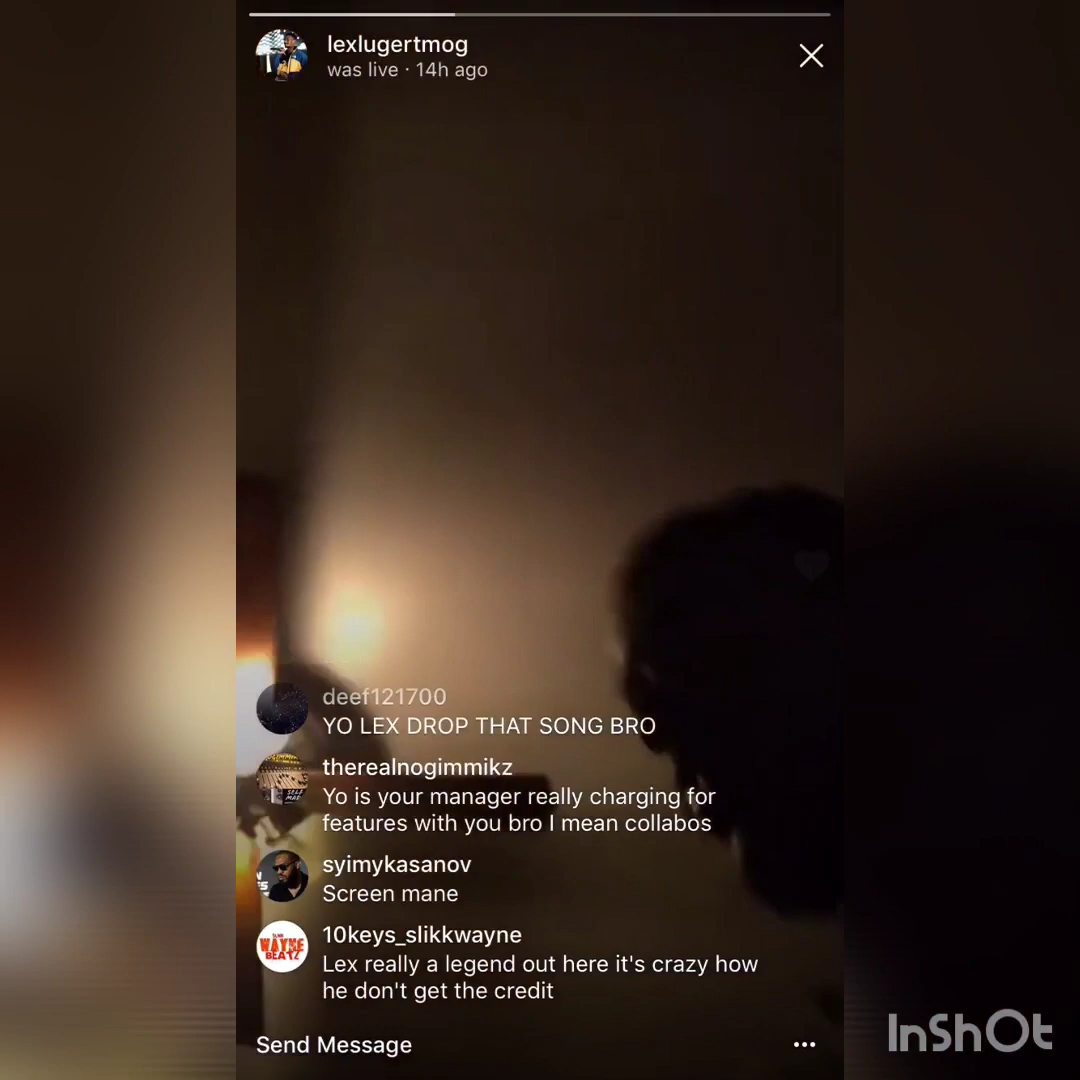 lexlugertmog
was live · 14h ago
deef121700
YO LEX DROP THAT SONG BRO
therealnogimmikz
Yo is your manager really charging for
features with you bro I mean collabos
syimykasanov
Screen mane
10keys_slikkwayne
Lex really a legend out here it's crazy how
he don't get the credit
WAYNE
BEATZ
Send Message
InShOt